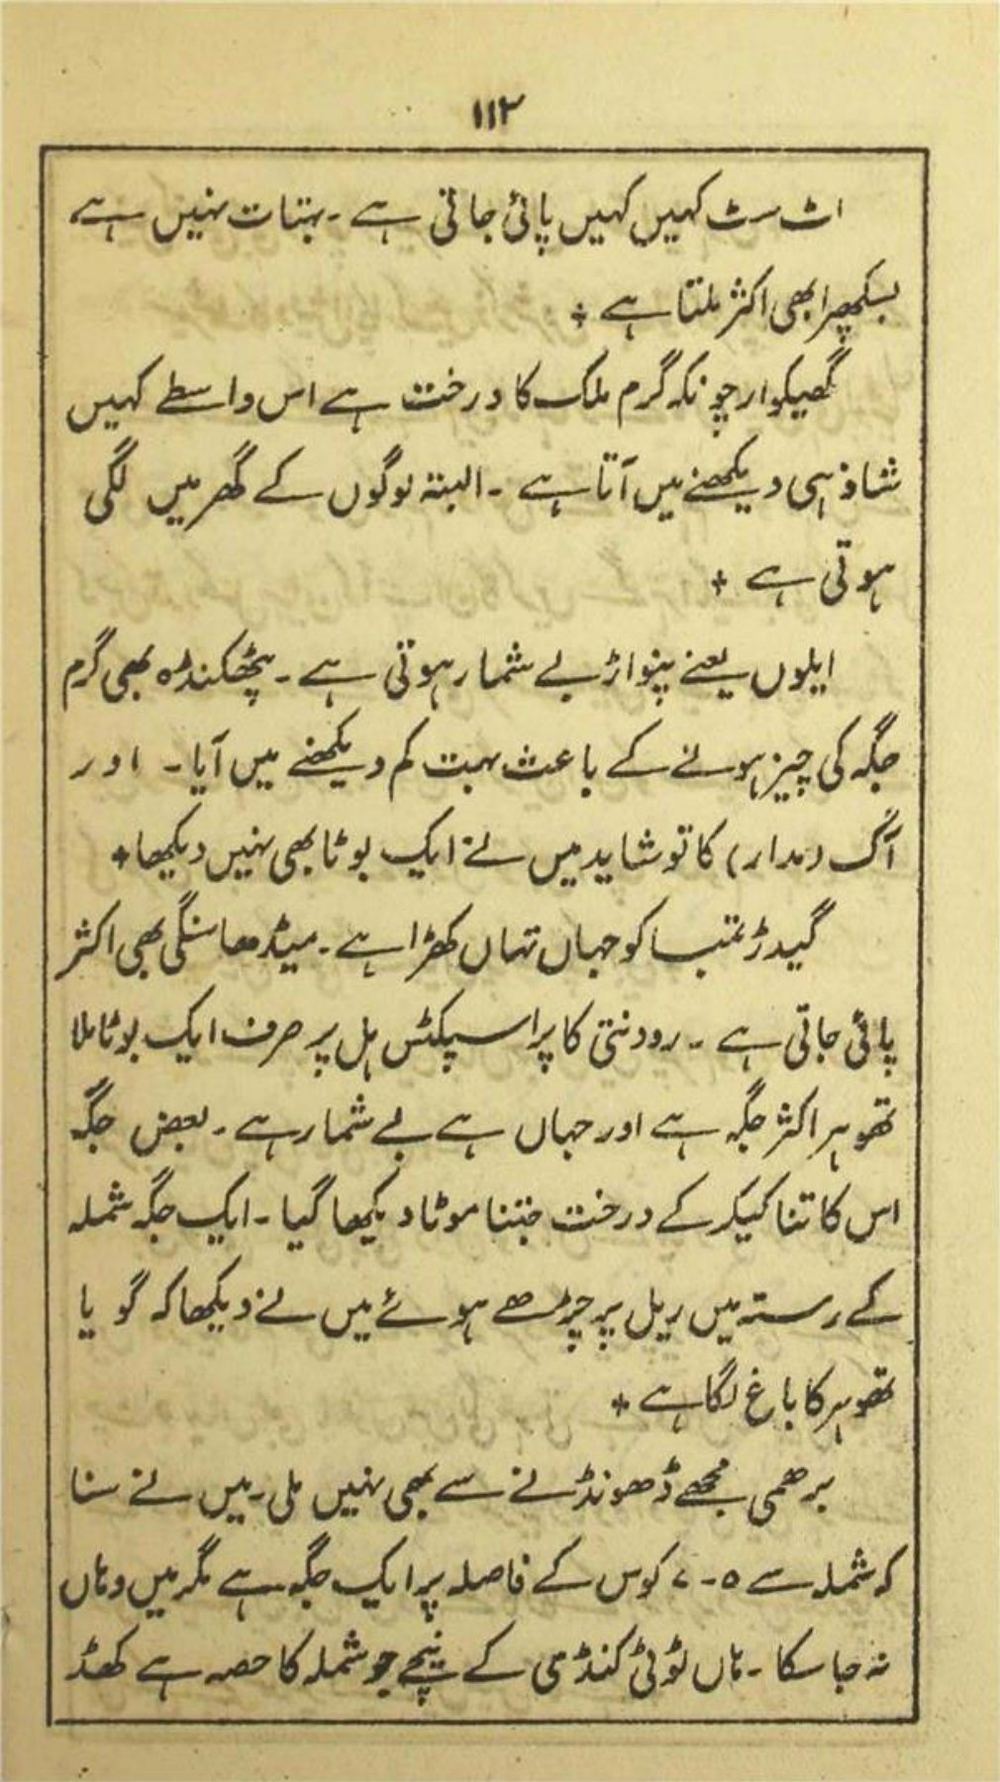 ۱۱۲
اٹ سٹ کہیں کہیں پائی جاتی ہے ۔ بہتات نہیں ہے
بسکھپرا بھی اکثر ملتا ہے ٭
گھیکوار چونکہ گرم ملک کا درخت ہے اس واسطے کہیں
شاذ ہی دیکھنے میں آتا ہے ۔ البتہ لوگوں کے گھر میں لگی
ہوتی ہے ٭
ایلوں یعنے پنواڑ بے شمار ہوتی ہے ۔ پٹھکنڈہ بھی گرم
جگہ کی چیز ہونے کے باعث بہت کم دیکھنے میں آیا ۔ اور
آگ (مدار) کا تو شاید میں نے ایک بوٹا بھی نہیں دیکھا ٭
گیدڑ تمباکو جہاں تہاں کھڑا ہے ۔ میڈھاسنگی بھی اکثر
پائی جاتی ہے ۔ رودنتی کا پراسپکٹس ہل پر صرف ایک بوٹا ملا
تھوہر اکثر جگہ ہے اور جہاں ہے بے شمار ہے ۔ بعض جگہ
اس کا تنا کیکر کے درخت جتنا موٹا دیکھا گیا ۔ ایک جگہ شملہ
کے رستہ میں ریل پر چڑھے ہوئے میں نے دیکھا کہ گویا
تھوہر کا باغ لگا ہے ٭
برھمی مجھے ڈھونڈنے سے بھی نہیں ملی ۔ میں نے سنا
کہ شملہ سے ۵ - ۷ کوس کے فاصلہ پر ایک جگہ ہے مگر میں وہاں
نہ جا سکا ۔ ہاں ٹوٹی کنڈی کے نیچے جو شملہ کا حصہ ہے کھڈ